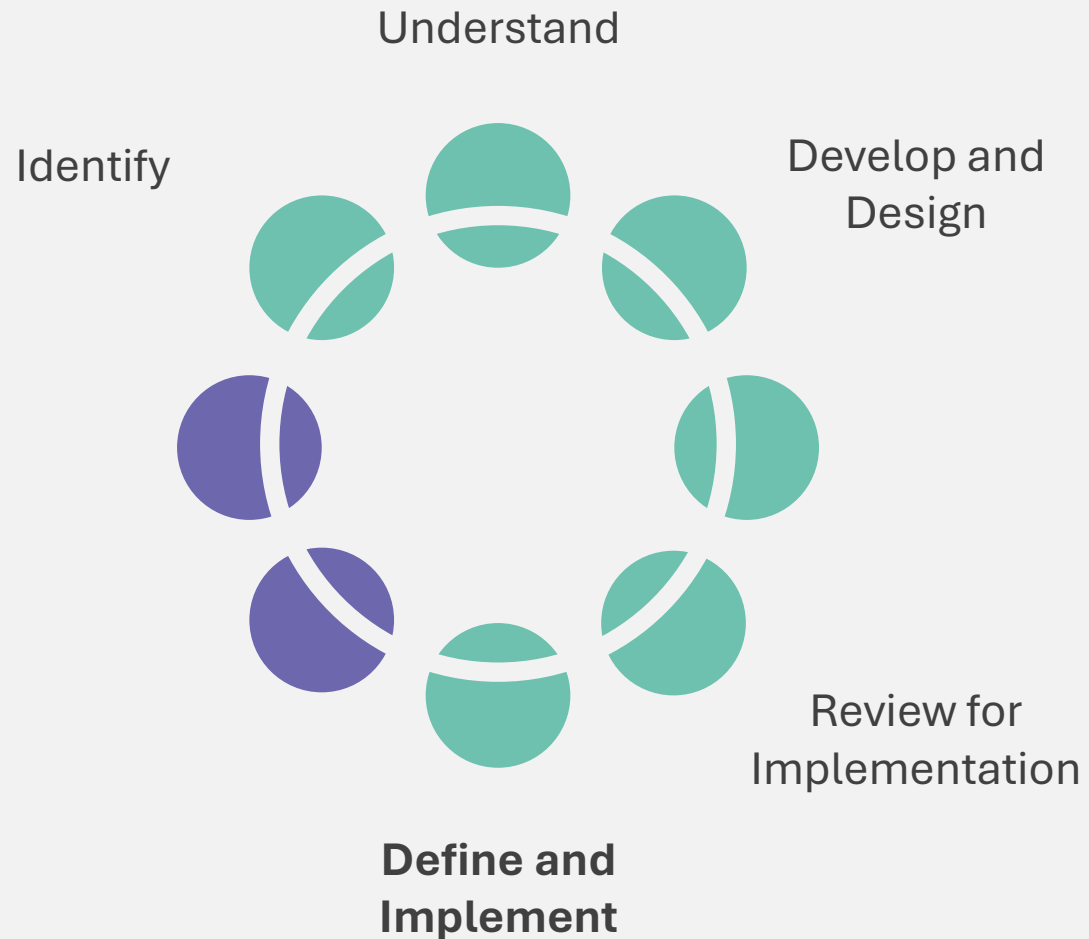 Understand
Identify
Develop and
Design
Review for
Implementation
Define and
Implement